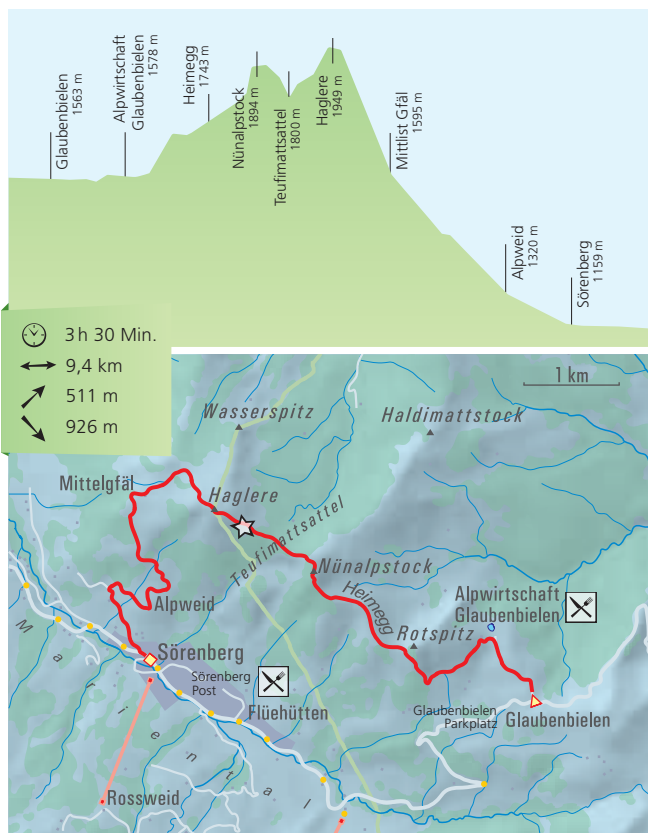 Glaubenbielen
1563 m
Alpwirtschaft
Glaubenbielen
1578 m
Heimegg
1743 m
Nünalpstock
1894 m
Teufimattsattel
1800 m
Haglere
1949 m
Mittlist Gfäl
1595 m
Alpweid
1320 m
Sörenberg
1159 m
3 h 30 Min.
9,4 km
511 m
926 m
1 km
Wasserspitz
Haldimattstock
Mittelgfäl
Haglere
Teufimattsattel
Nünalpstock
Heimegg
Alpwirtschaft
Glaubenbielen
Alpweid
Rotspitz
Sörenberg
Sörenberg
Post
Flüehütten
Glaubenbielen
Parkplatz
Glaubenbielen
Mariental
Rossweid